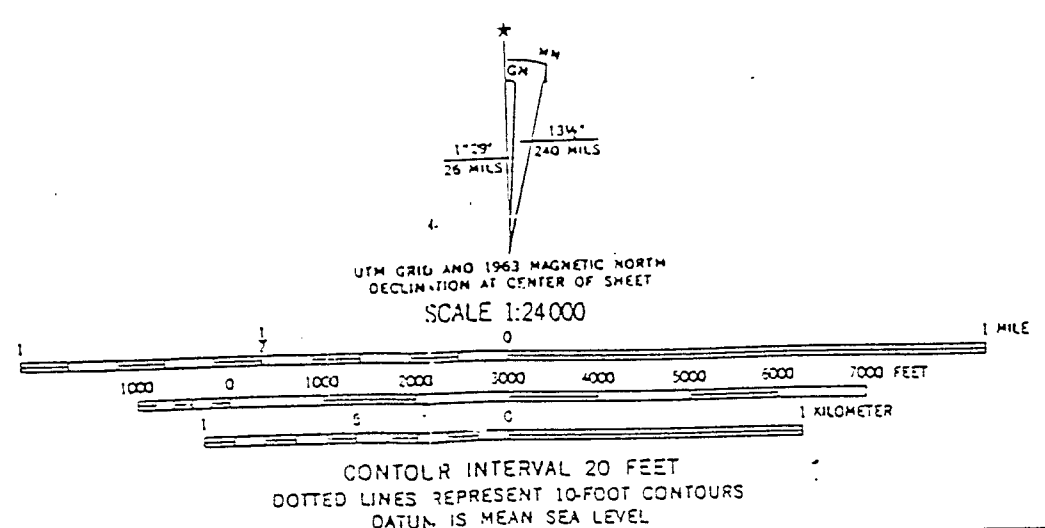 ★
MN
GN
1°29'
26 MILS
13½°
240 MILS
UTM GRID AND 1963 MAGNETIC NORTH
DECLINATION AT CENTER OF SHEET
SCALE 1:24000
1 1/2 0 1 MILE
1000 0 1000 2000 3000 4000 5000 6000 7000 FEET
1 5 0 1 KILOMETER
CONTOUR INTERVAL 20 FEET
DOTTED LINES REPRESENT 10-FOOT CONTOURS
DATUM IS MEAN SEA LEVEL